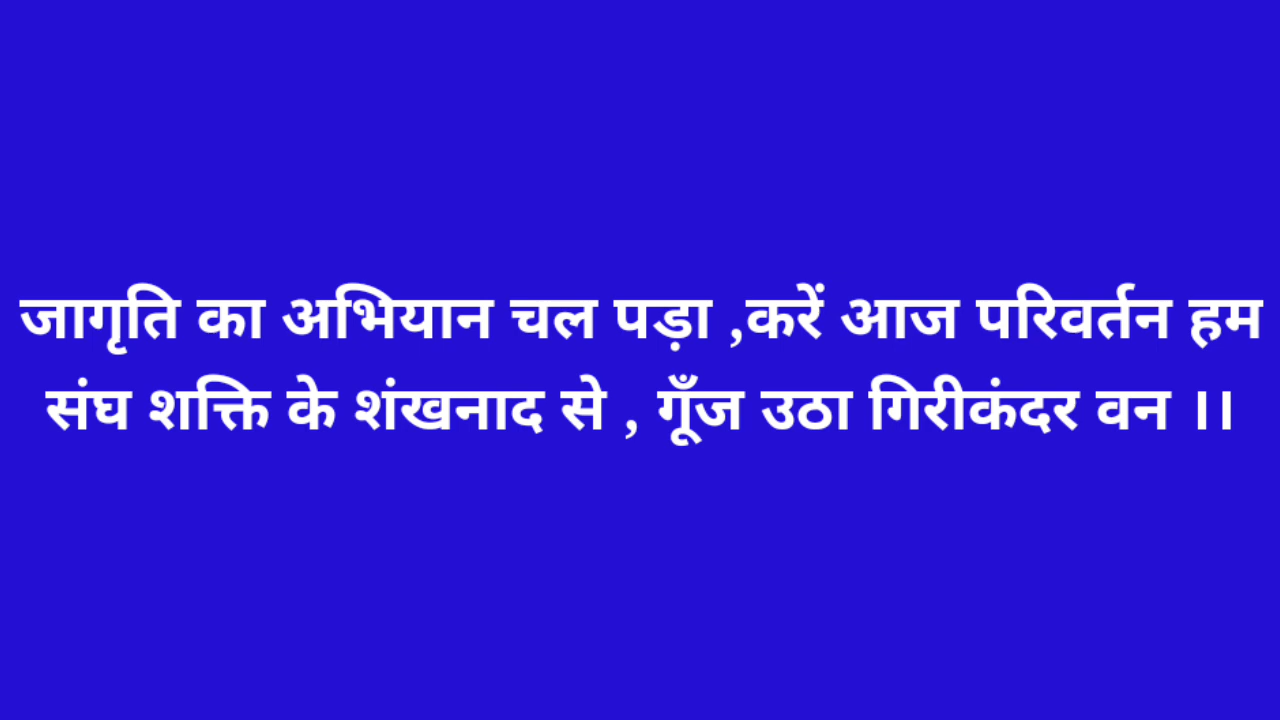 जागृति का अभियान चल पड़ा ,करें आज परिवर्तन हम
संघ शक्ति के शंखनाद से , गूँज उठा गिरीकंदर वन ।।